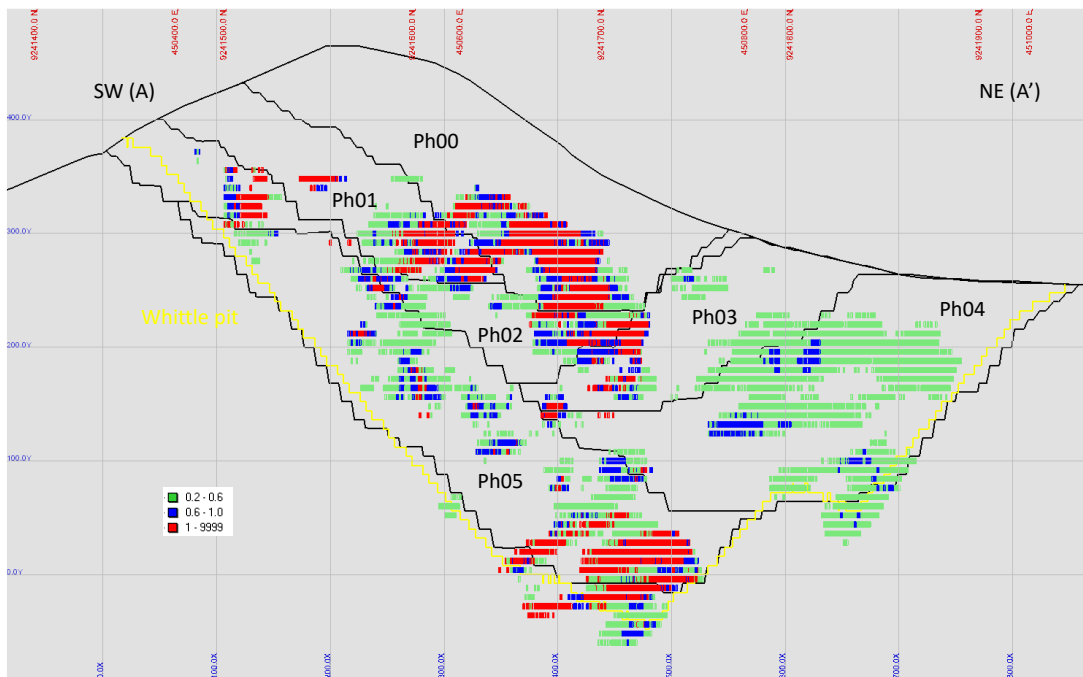 9241400.0 N
450400.0 E
9241500.0 N
9241600.0 N
450600.0 E
9241700.0 N
450800.0 E
9241800.0 N
9241900.0 N
451000.0 E
SW (A)
NE (A’)
400.0Y
Ph00
Ph01
300.0Y
Ph03
Ph04
Whittle pit
Ph02
200.0Y
100.0Y
Ph05
0.2 - 0.6
0.6 - 1.0
1 - 9999
0.0Y
0.0X
100.0X
200.0X
300.0X
400.0X
500.0X
600.0X
700.0X
800.0X